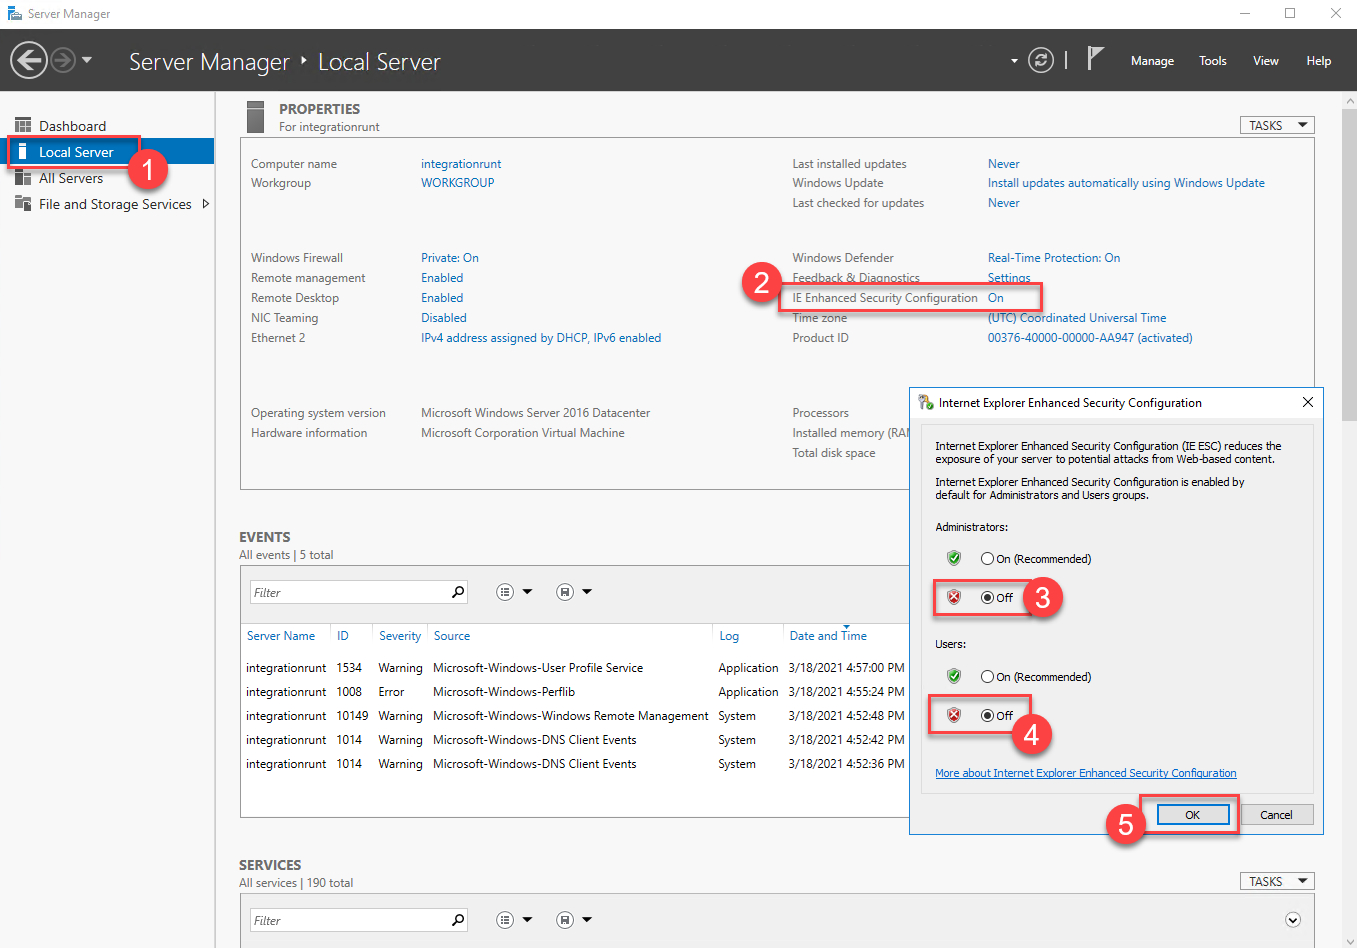 Server Manager
Server Manager ‣ Local Server
Manage Tools View Help
Dashboard
Local Server
1
All Servers
File and Storage Services
PROPERTIES
For integrationrunt
TASKS
Computer name integrationrunt Last installed updates Never
Workgroup WORKGROUP Windows Update Install updates automatically using Windows Update
Last checked for updates Never
Windows Firewall Private: On Windows Defender Real-Time Protection: On
Remote management Enabled Feedback & Diagnostics Settings
2
Remote Desktop Enabled IE Enhanced Security Configuration On
NIC Teaming Disabled Time zone (UTC) Coordinated Universal Time
Ethernet 2 IPv4 address assigned by DHCP, IPv6 enabled Product ID 00376-40000-00000-AA947 (activated)
Operating system version Microsoft Windows Server 2016 Datacenter Processors
Hardware information Microsoft Corporation Virtual Machine Installed memory (RAM
Total disk space
Internet Explorer Enhanced Security Configuration
Internet Explorer Enhanced Security Configuration (IE ESC) reduces the
exposure of your server to potential attacks from Web-based content.
Internet Explorer Enhanced Security Configuration is enabled by
default for Administrators and Users groups.
Administrators:
On (Recommended)
Off
3
Users:
On (Recommended)
Off
4
More about Internet Explorer Enhanced Security Configuration
5
OK Cancel
EVENTS
All events | 5 total
Filter
Server Name ID Severity Source Log Date and Time
integrationrunt 1534 Warning Microsoft-Windows-User Profile Service Application 3/18/2021 4:57:00 PM
integrationrunt 1008 Error Microsoft-Windows-Perflib Application 3/18/2021 4:55:24 PM
integrationrunt 10149 Warning Microsoft-Windows-Windows Remote Management System 3/18/2021 4:52:48 PM
integrationrunt 1014 Warning Microsoft-Windows-DNS Client Events System 3/18/2021 4:52:42 PM
integrationrunt 1014 Warning Microsoft-Windows-DNS Client Events System 3/18/2021 4:52:36 PM
SERVICES
All services | 190 total
TASKS
Filter